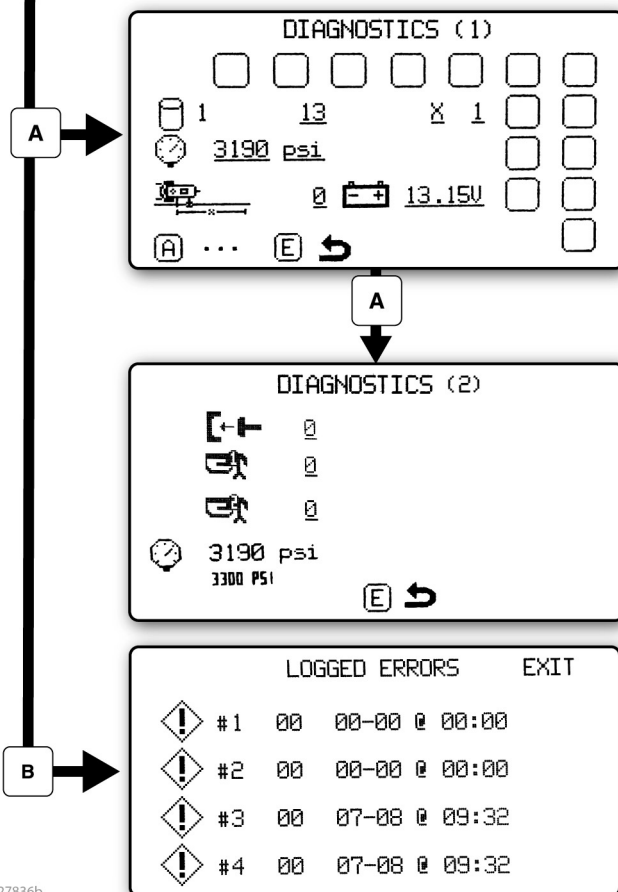 DIAGNOSTICS (1)
1 13 X 1
A
3190 psi
0 - + 13.15V
A ... E
A
DIAGNOSTICS (2)
0
0
0
3190 psi
3300 PSI
E
LOGGED ERRORS EXIT
! #1 00 00-00 @ 00:00
! #2 00 00-00 @ 00:00
B
! #3 00 07-08 @ 09:32
! #4 00 07-08 @ 09:32
27836b